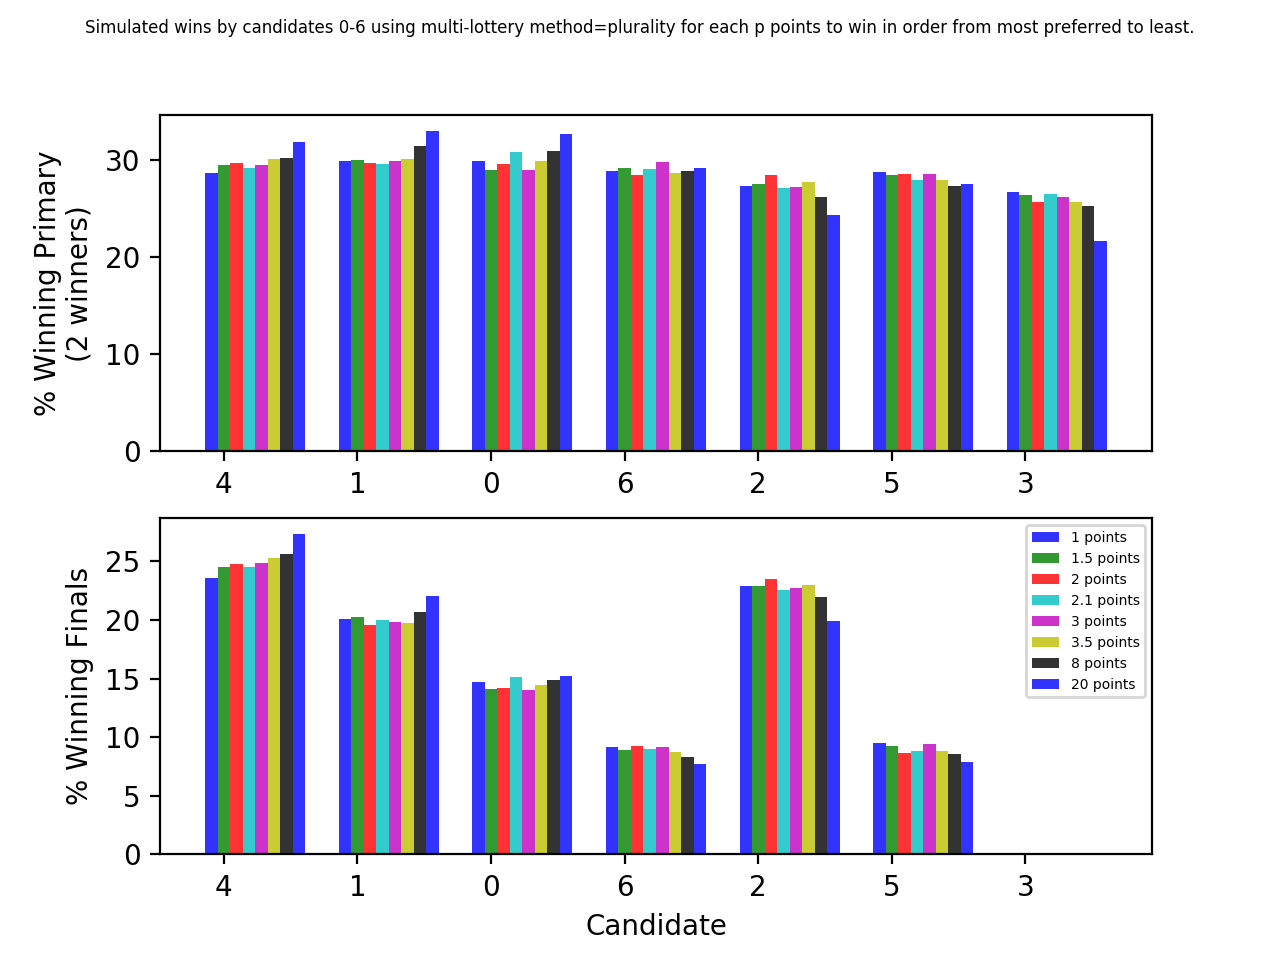 Simulated wins by candidates 0-6 using multi-lottery method=plurality for each p points to win in order from most preferred to least.
% Winning Primary
(2 winners)
30
20
10
0
4 1 0 6 2 5 3
% Winning Finals
25
20
15
10
5
0
1 points
1.5 points
2 points
2.1 points
3 points
3.5 points
8 points
20 points
4 1 0 6 2 5 3
Candidate